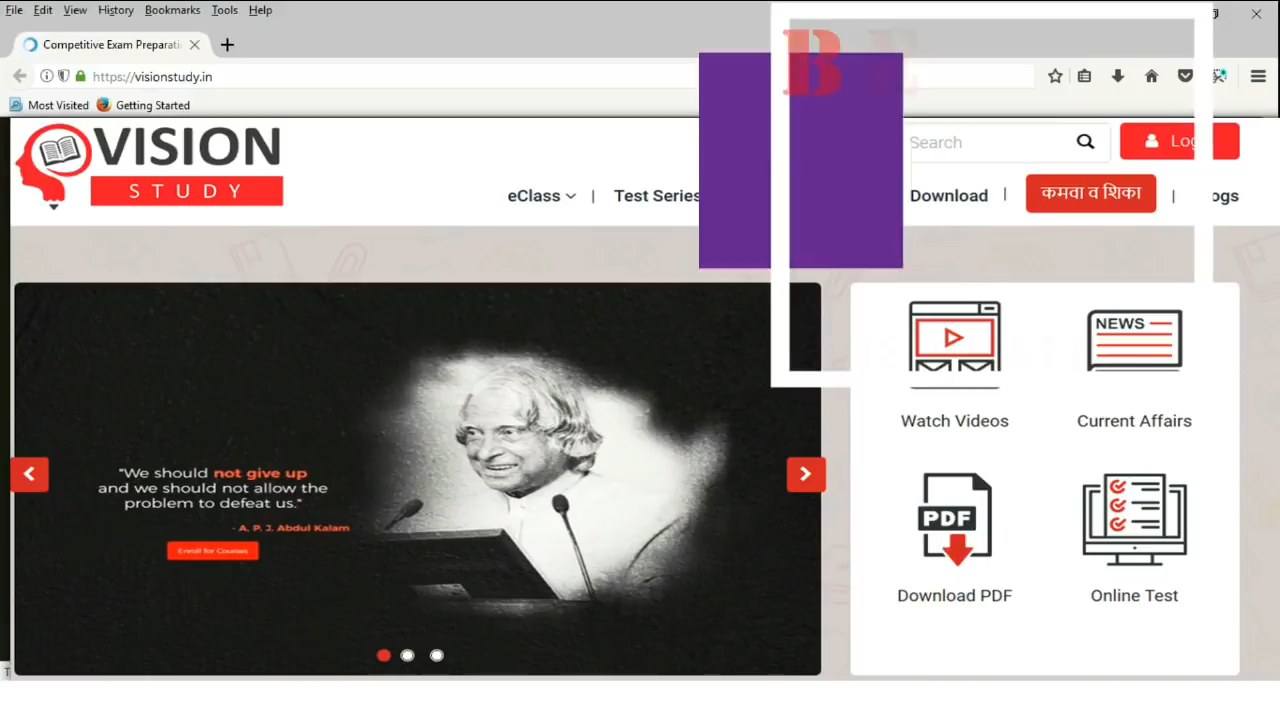 File Edit View History Bookmarks Tools Help
Competitive Exam Preparati
https://visionstudy.in
Most Visited Getting Started
VISION
STUDY
Search
Log
eClass | Test Series
Download | कमवा व शिका | ogs
B
"We should not give up
and we should not allow the
problem to defeat us."
- A. P. J. Abdul Kalam
Enroll for Courses
NEWS
Watch Videos
Current Affairs
PDF
Download PDF
Online Test